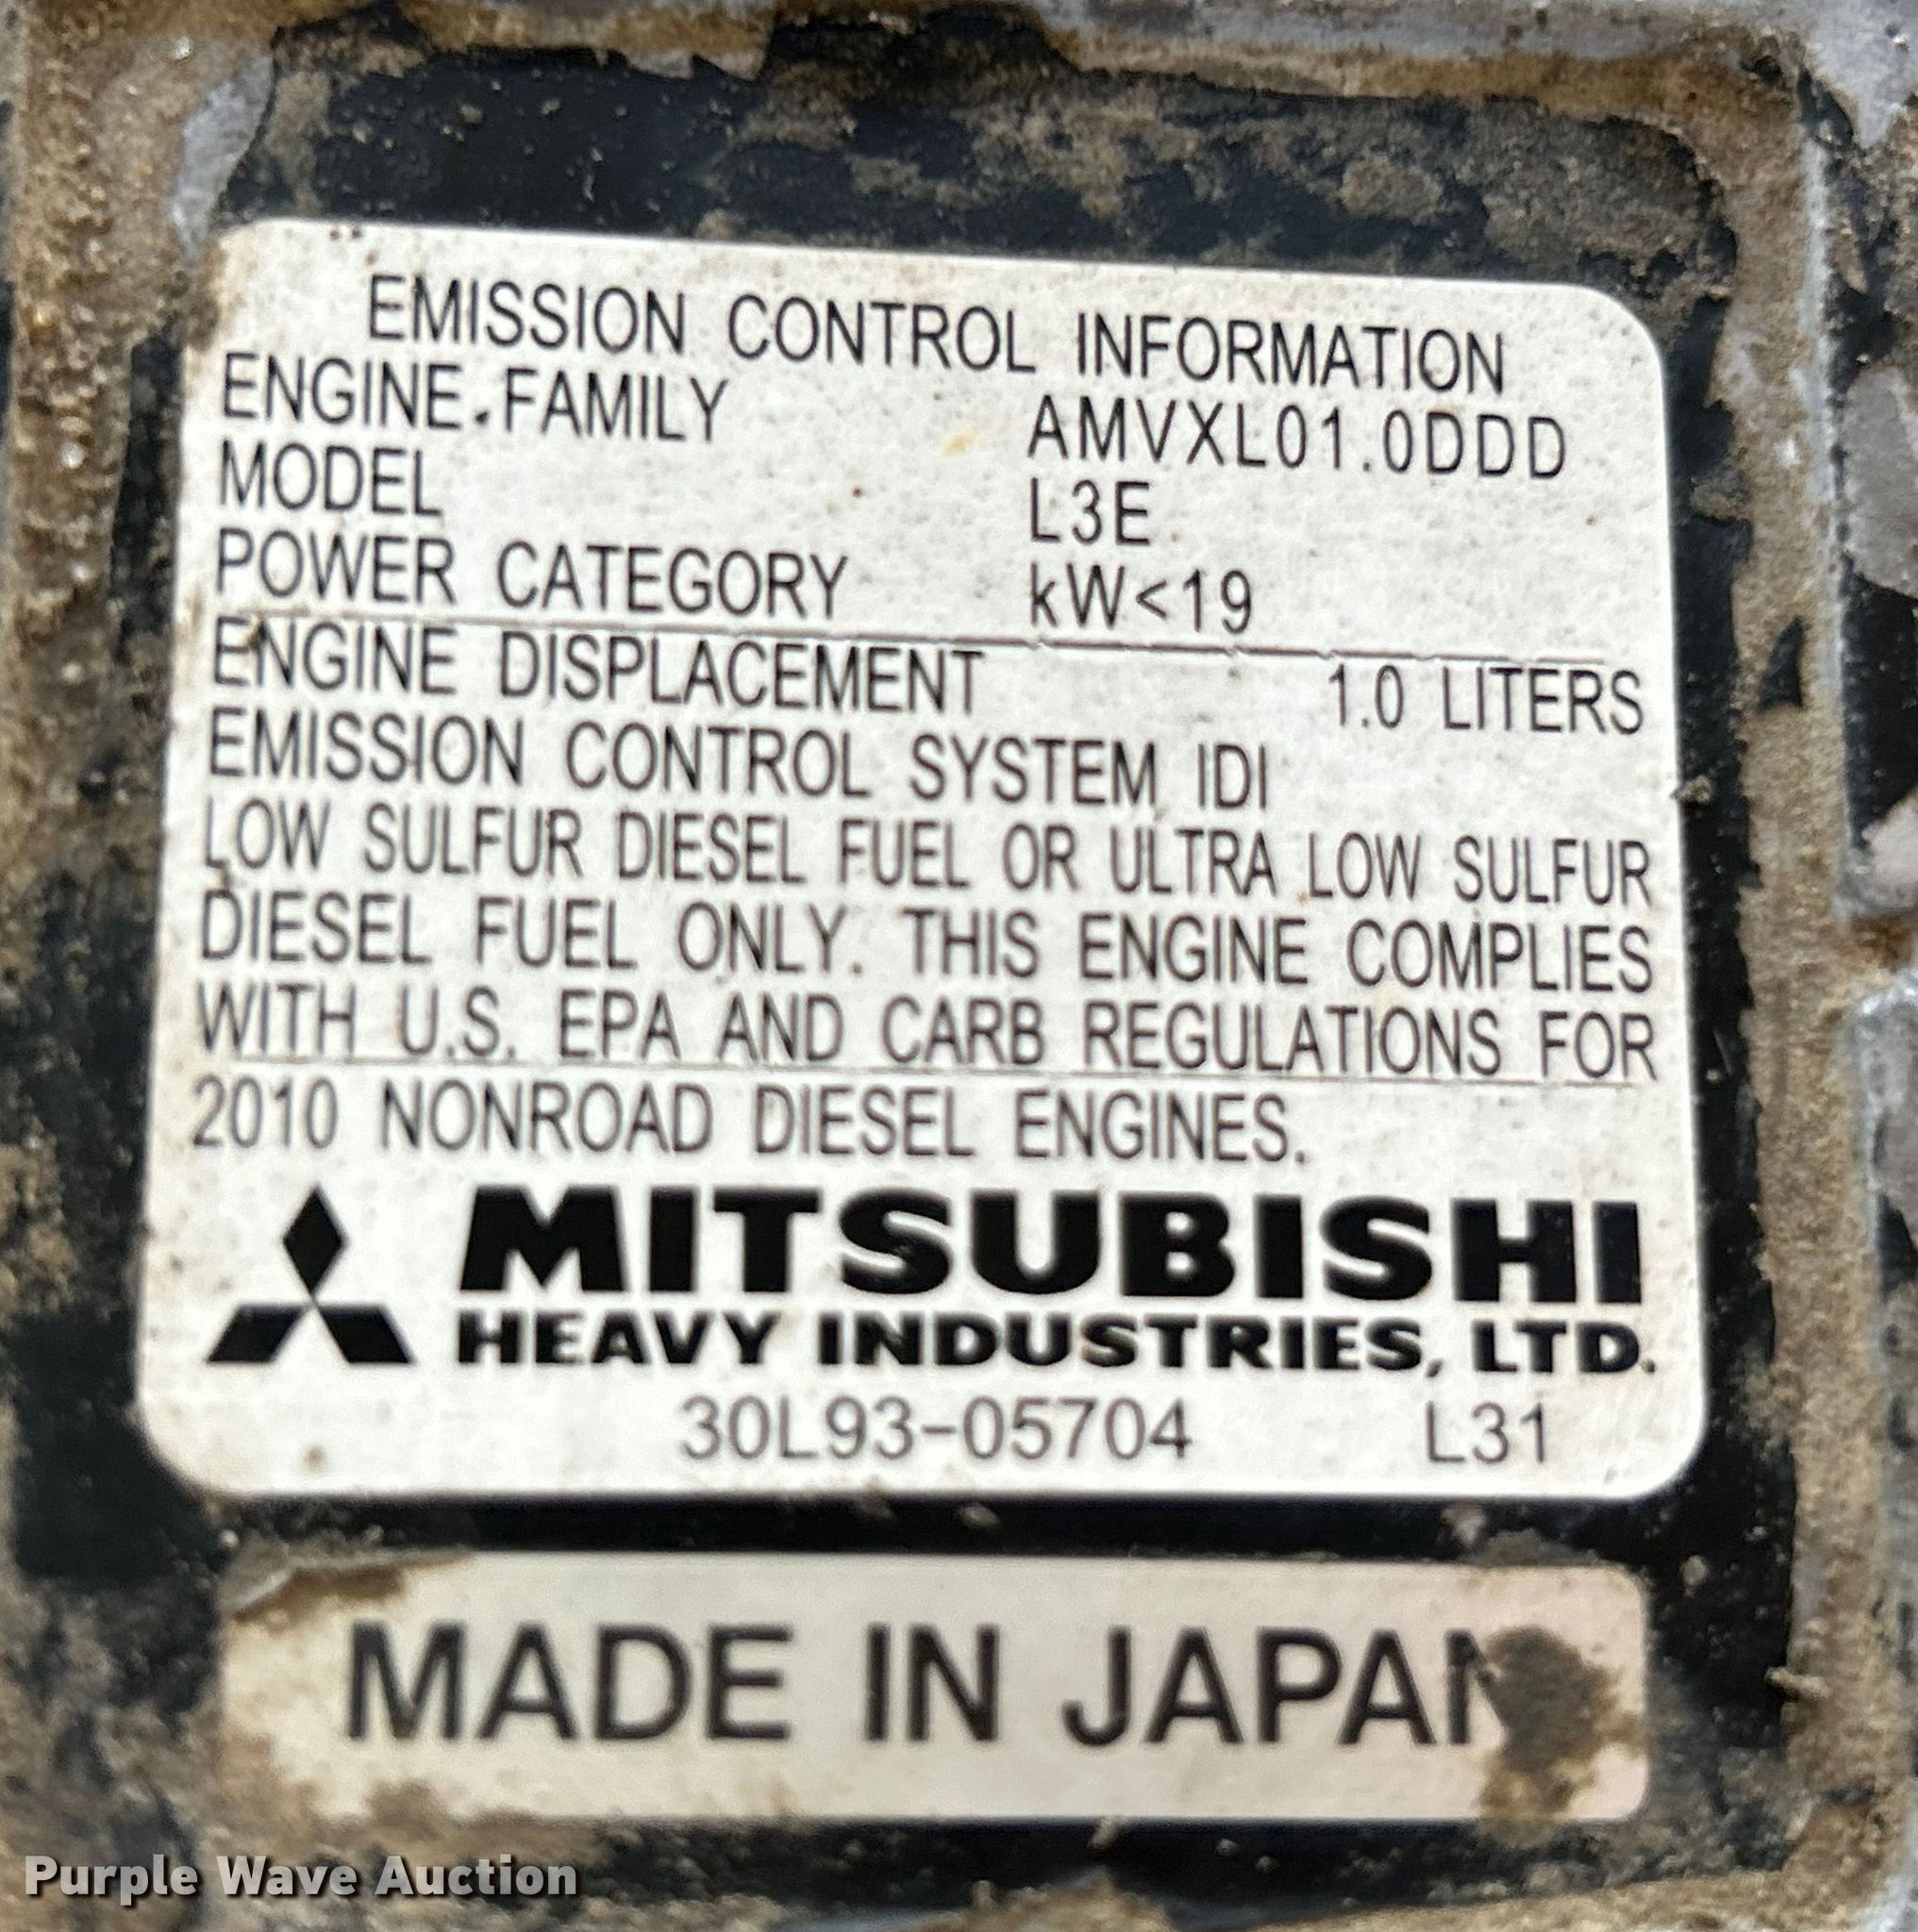 EMISSION CONTROL INFORMATION
ENGINE FAMILY AMVXL01.0DDD
MODEL L3E
POWER CATEGORY kW<19
ENGINE DISPLACEMENT 1.0 LITERS
EMISSION CONTROL SYSTEM IDI
LOW SULFUR DIESEL FUEL OR ULTRA LOW SULFUR
DIESEL FUEL ONLY. THIS ENGINE COMPLIES
WITH U.S. EPA AND CARB REGULATIONS FOR
2010 NONROAD DIESEL ENGINES.
MITSUBISHI
HEAVY INDUSTRIES, LTD.
30L93-05704 L31
MADE IN JAPAN
Purple Wave Auction